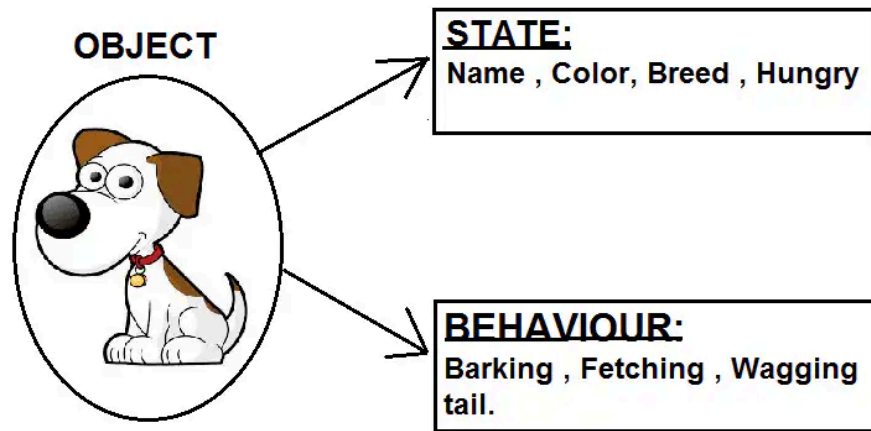 OBJECT
STATE:
Name , Color, Breed , Hungry
BEHAVIOUR:
Barking , Fetching , Wagging
tail.